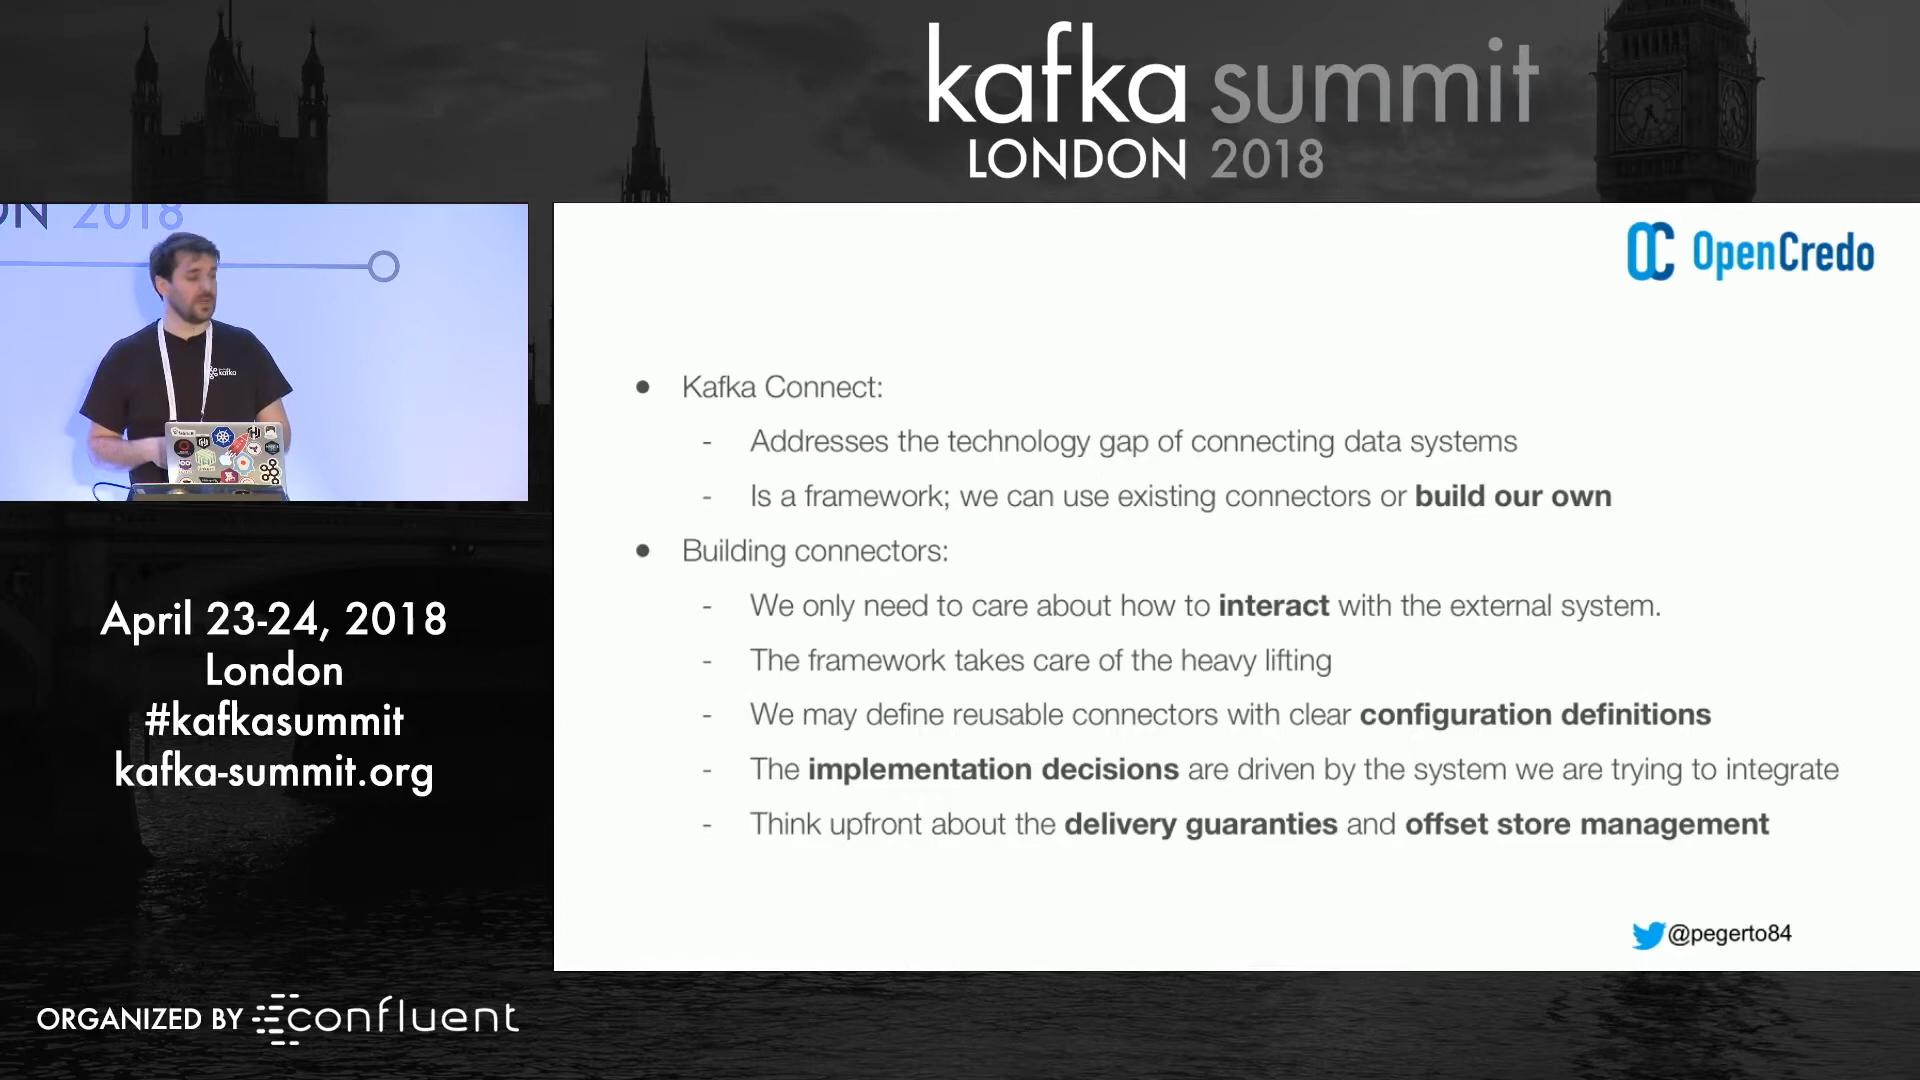 kafka summit
LONDON 2018
ON 2018
kafka
OpenCredo
● Kafka Connect:
- Addresses the technology gap of connecting data systems
- Is a framework; we can use existing connectors or build our own
● Building connectors:
- We only need to care about how to interact with the external system.
- The framework takes care of the heavy lifting
- We may define reusable connectors with clear configuration definitions
- The implementation decisions are driven by the system we are trying to integrate
- Think upfront about the delivery guaranties and offset store management
@pegerto84
April 23-24, 2018
London
#kafkasummit
kafka-summit.org
ORGANIZED BY confluent